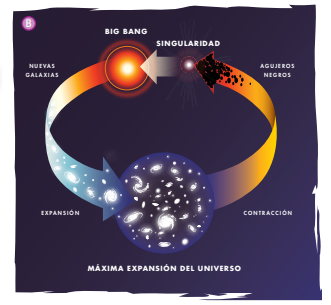 B
BIG BANG
SINGULARIDAD
NUEVAS
GALAXIAS
AGUJEROS
NEGROS
EXPANSIÓN
CONTRACCIÓN
MÁXIMA EXPANSIÓN DEL UNIVERSO